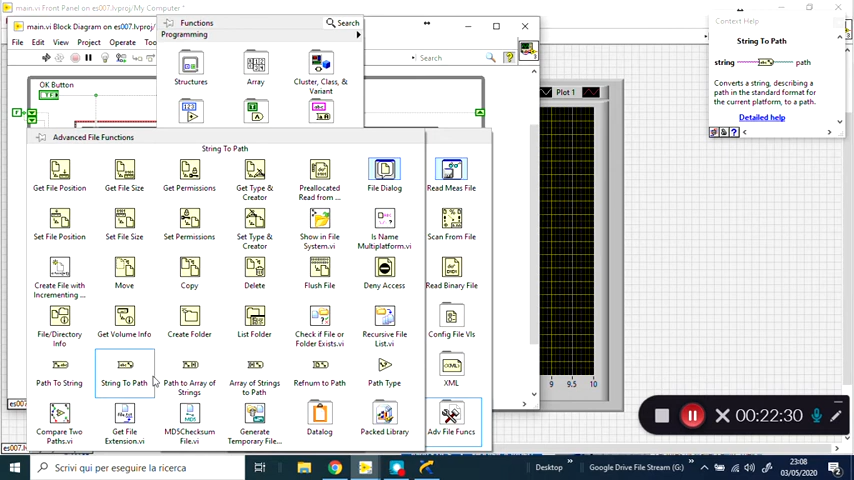 main.vi Front Panel on es007.lvproj/My Computer *
main.vi Block Diagram on es007.lvproj/My
File Edit View Project Operate
Functions
Search
Programming
Structures
Array
Cluster, Class, &
Variant
Search
OK Button
TF
F
Advanced File Functions
String To Path
Get File Position
Get File Size
Get Permissions
Get Type &
Creator
Preallocated
Read from ...
File Dialog
Read Meas File
Set File Position
Set File Size
Set Permissions
Set Type &
Creator
Show in File
System.vi
Is Name
Multiplatform.vi
Scan From File
Create File with
Incrementing ...
Move
Copy
Delete
Flush File
Deny Access
Read Binary File
File/Directory
Info
Get Volume Info
Create Folder
List Folder
Check if File or
Folder Exists.vi
Recursive File
List.vi
Config File VIs
Path To String
String To Path
Path to Array of
Strings
Array of Strings
to Path
Refnum to Path
Path Type
XML
Compare Two
Paths.vi
Get File
Extension.vi
MD5Checksum
File.vi
Generate
Temporary File...
Datalog
Packed Library
Adv File Funcs
Context Help
String To Path
string
path
Converts a string, describing a
path in the standard format for
the current platform, to a path.
Detailed help
Plot 1
9 9.5 10
00:22:30
es007.lv
Scrivi qui per eseguire la ricerca
Desktop
Google Drive File Stream (G:)
23:08
03/05/2020